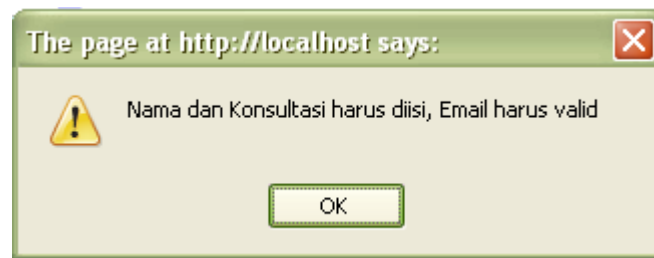 The page at http://localhost says:
Nama dan Konsultasi harus diisi, Email harus valid
OK